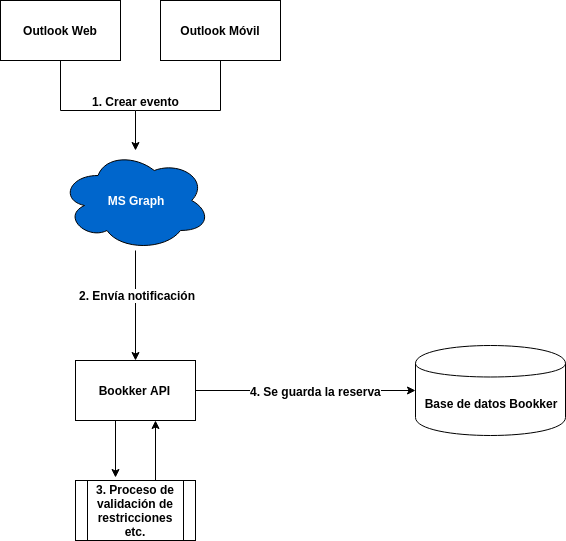 Outlook Web
Outlook Móvil
1. Crear evento
MS Graph
2. Envía notificación
Bookker API
4. Se guarda la reserva
Base de datos Bookker
3. Proceso de
validación de
restricciones
etc.